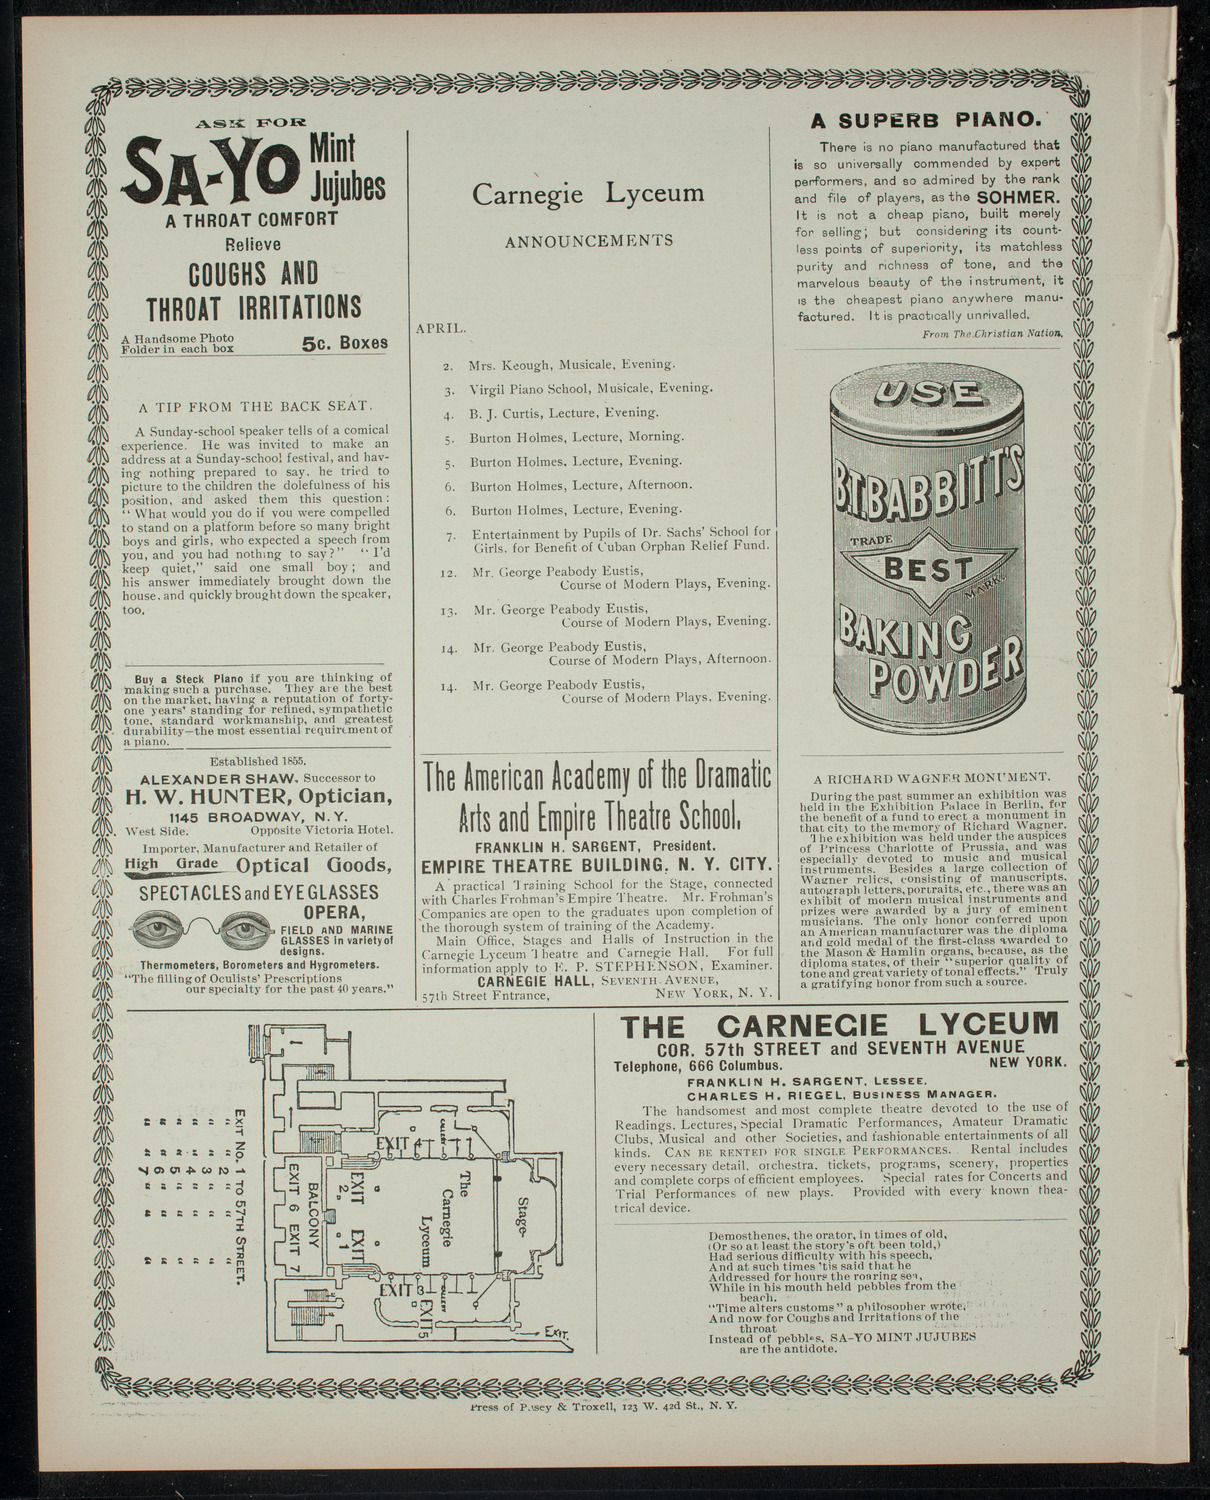 ASK FOR
SA-YO Mint
Jujubes
A THROAT COMFORT
Relieve
COUGHS AND
THROAT IRRITATIONS
A Handsome Photo
Folder in each box
5c. Boxes
A TIP FROM THE BACK SEAT.
A Sunday-school speaker tells of a comical
experience. He was invited to make an
address at a Sunday-school festival, and hav-
ing nothing prepared to say, he tried to
picture to the children the dolefulness of his
position, and asked them this question:
"What would you do if you were compelled
to stand on a platform before so many bright
boys and girls, who expected a speech from
you, and you had nothing to say?" "I'd
keep quiet," said one small boy; and
his answer immediately brought down the
house, and quickly brought down the speaker,
too.
Buy a Steck Piano if you are thinking of
making such a purchase. They are the best
on the market, having a reputation of forty-
one years' standing for refined, sympathetic
tone, standard workmanship, and greatest
durability—the most essential requirement of
a piano.
Established 1855.
ALEXANDER SHAW, Successor to
H. W. HUNTER, Optician,
1145 BROADWAY, N. Y.
West Side. Opposite Victoria Hotel.
Importer, Manufacturer and Retailer of
High Grade Optical Goods,
SPECTACLES and EYEGLASSES
OPERA,
FIELD AND MARINE
GLASSES in variety of
designs.
Thermometers, Borometers and Hygrometers.
"The filling of Oculists' Prescriptions
our specialty for the past 40 years."
Carnegie Lyceum
ANNOUNCEMENTS
APRIL.
2. Mrs. Keough, Musicale, Evening.
3. Virgil Piano School, Musicale, Evening.
4. B. J. Curtis, Lecture, Evening.
5. Burton Holmes, Lecture, Morning.
5. Burton Holmes, Lecture, Evening.
6. Burton Holmes, Lecture, Afternoon.
6. Burton Holmes, Lecture, Evening.
7. Entertainment by Pupils of Dr. Sachs' School for
Girls, for Benefit of Cuban Orphan Relief Fund.
12. Mr. George Peabody Eustis,
Course of Modern Plays, Evening.
13. Mr. George Peabody Eustis,
Course of Modern Plays, Evening.
14. Mr. George Peabody Eustis,
Course of Modern Plays, Afternoon.
14. Mr. George Peabody Eustis,
Course of Modern Plays, Evening.
The American Academy of the Dramatic
Arts and Empire Theatre School,
FRANKLIN H. SARGENT, President.
EMPIRE THEATRE BUILDING, N. Y. CITY.
A practical Training School for the Stage, connected
with Charles Frohman's Empire Theatre. Mr. Frohman's
Companies are open to the graduates upon completion of
the thorough system of training of the Academy.
Main Office, Stages and Halls of Instruction in the
Carnegie Lyceum Theatre and Carnegie Hall. For full
information apply to E. P. STEPHENSON, Examiner.
CARNEGIE HALL, SEVENTH AVENUE,
57th Street Entrance, NEW YORK, N. Y.
A SUPERB PIANO.
There is no piano manufactured that
is so universally commended by expert
performers, and so admired by the rank
and file of players, as the SOHMER.
It is not a cheap piano, built merely
for selling; but considering its count-
less points of superiority, its matchless
purity and richness of tone, and the
marvelous beauty of the instrument, it
is the cheapest piano anywhere manu-
factured. It is practically unrivalled.
From The Christian Nation.
USE
B.T. BABBITT'S
TRADE
BEST
MARK
BAKING
POWDER
A RICHARD WAGNER MONUMENT.
During the past summer an exhibition was
held in the Exhibition Palace in Berlin, for
the benefit of a fund to erect a monument in
that city to the memory of Richard Wagner.
The exhibition was held under the auspices
of Princess Charlotte of Prussia, and was
especially devoted to music and musical
instruments. Besides a large collection of
Wagner relics, consisting of manuscripts,
autograph letters, portraits, etc., there was an
exhibit of modern musical instruments and
prizes were awarded by a jury of eminent
musicians. The only honor conferred upon
an American manufacturer was the diploma
and gold medal of the first-class awarded to
the Mason & Hamlin organs, because, as the
diploma states, of their "superior quality of
tone and great variety of tonal effects." Truly
a gratifying honor from such a source.
EXIT NO. 1 TO 57TH STREET.
" " 2 " " "
" " 3 " " "
" " 4 " " "
" " 5 " " "
" " 6 " " "
" " 7 " " "
EXIT 6 EXIT 7
BALCONY
EXIT 2
EXIT 1
EXIT 4
GALLERY
The
Carnegie
Lyceum
Stage
EXIT 3
GALLERY
EXIT 5
EXIT.
THE CARNEGIE LYCEUM
COR. 57th STREET and SEVENTH AVENUE
Telephone, 666 Columbus. NEW YORK.
FRANKLIN H. SARGENT, LESSEE.
CHARLES H. RIEGEL, BUSINESS MANAGER.
The handsomest and most complete theatre devoted to the use of
Readings, Lectures, Special Dramatic Performances, Amateur Dramatic
Clubs, Musical and other Societies, and fashionable entertainments of all
kinds. CAN BE RENTED FOR SINGLE PERFORMANCES. Rental includes
every necessary detail, orchestra, tickets, programs, scenery, properties
and complete corps of efficient employees. Special rates for Concerts and
Trial Performances of new plays. Provided with every known thea-
trical device.
Demosthenes, the orator, in times of old,
(Or so at least the story's oft been told,)
Had serious difficulty with his speech,
And at such times 'tis said that he
Addressed for hours the roaring sea,
While in his mouth held pebbles from the
beach.
"Time alters customs" a philosopher wrote,
And now for Coughs and Irritations of the
throat
Instead of pebbles, SA-YO MINT JUJUBES
are the antidote.
Press of Pusey & Troxell, 123 W. 42d St., N. Y.